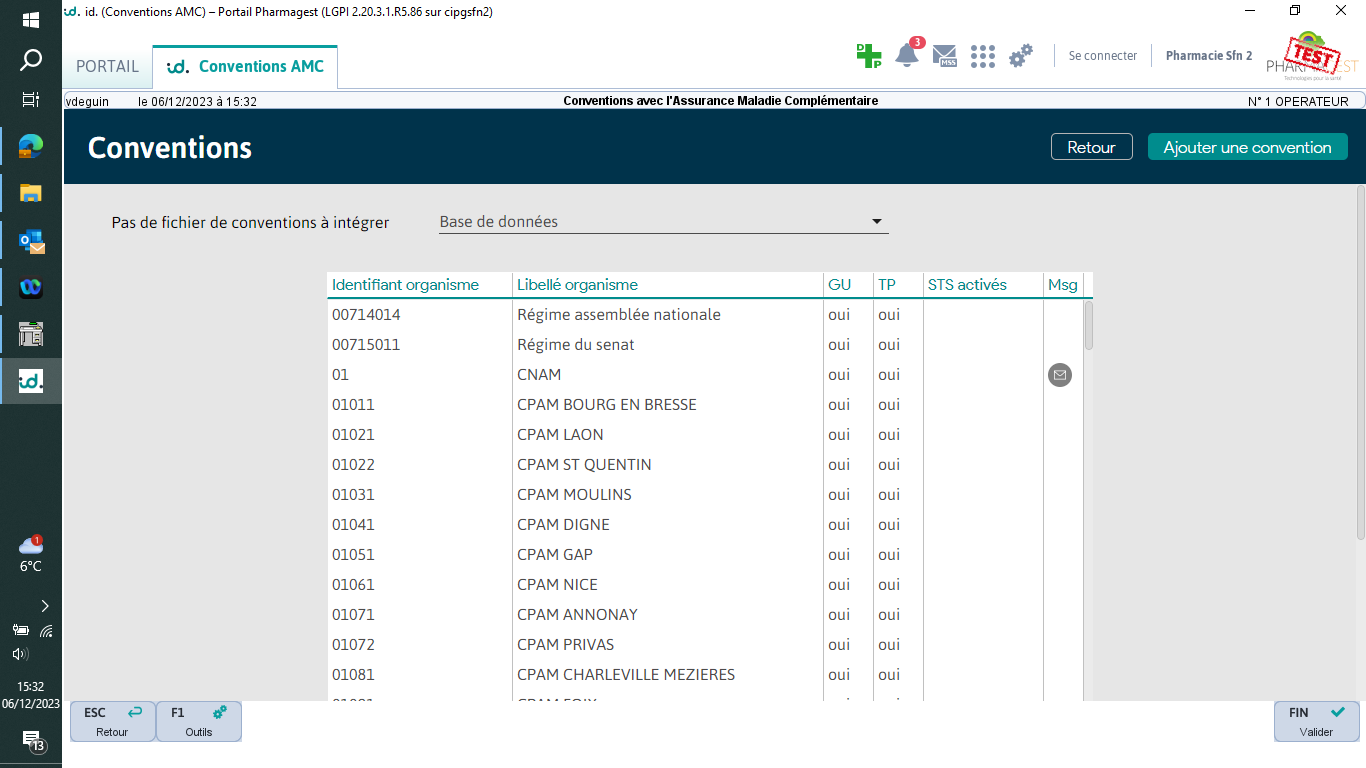 id. id. (Conventions AMC) – Portail Pharmagest (LGPI 2.20.3.1.R5.86 sur cipgsfn2)
PORTAIL
id. Conventions AMC
D P
3
MSS
Se connecter
Pharmacie Sfn 2
TEST
vdeguin le 06/12/2023 à 15:32
Conventions avec l'Assurance Maladie Complémentaire
N° 1 OPERATEUR
Conventions
Retour
Ajouter une convention
Pas de fichier de conventions à intégrer
Base de données
Identifiant organisme Libellé organisme GU TP STS activés Msg
00714014 Régime assemblée nationale oui oui
00715011 Régime du senat oui oui
01 CNAM oui oui
01011 CPAM BOURG EN BRESSE oui oui
01021 CPAM LAON oui oui
01022 CPAM ST QUENTIN oui oui
01031 CPAM MOULINS oui oui
01041 CPAM DIGNE oui oui
01051 CPAM GAP oui oui
01061 CPAM NICE oui oui
01071 CPAM ANNONAY oui oui
01072 CPAM PRIVAS oui oui
01081 CPAM CHARLEVILLE MEZIERES oui oui
ESC
Retour
F1
Outils
FIN
Valider
id.
1
6°C
15:32
06/12/2023
13